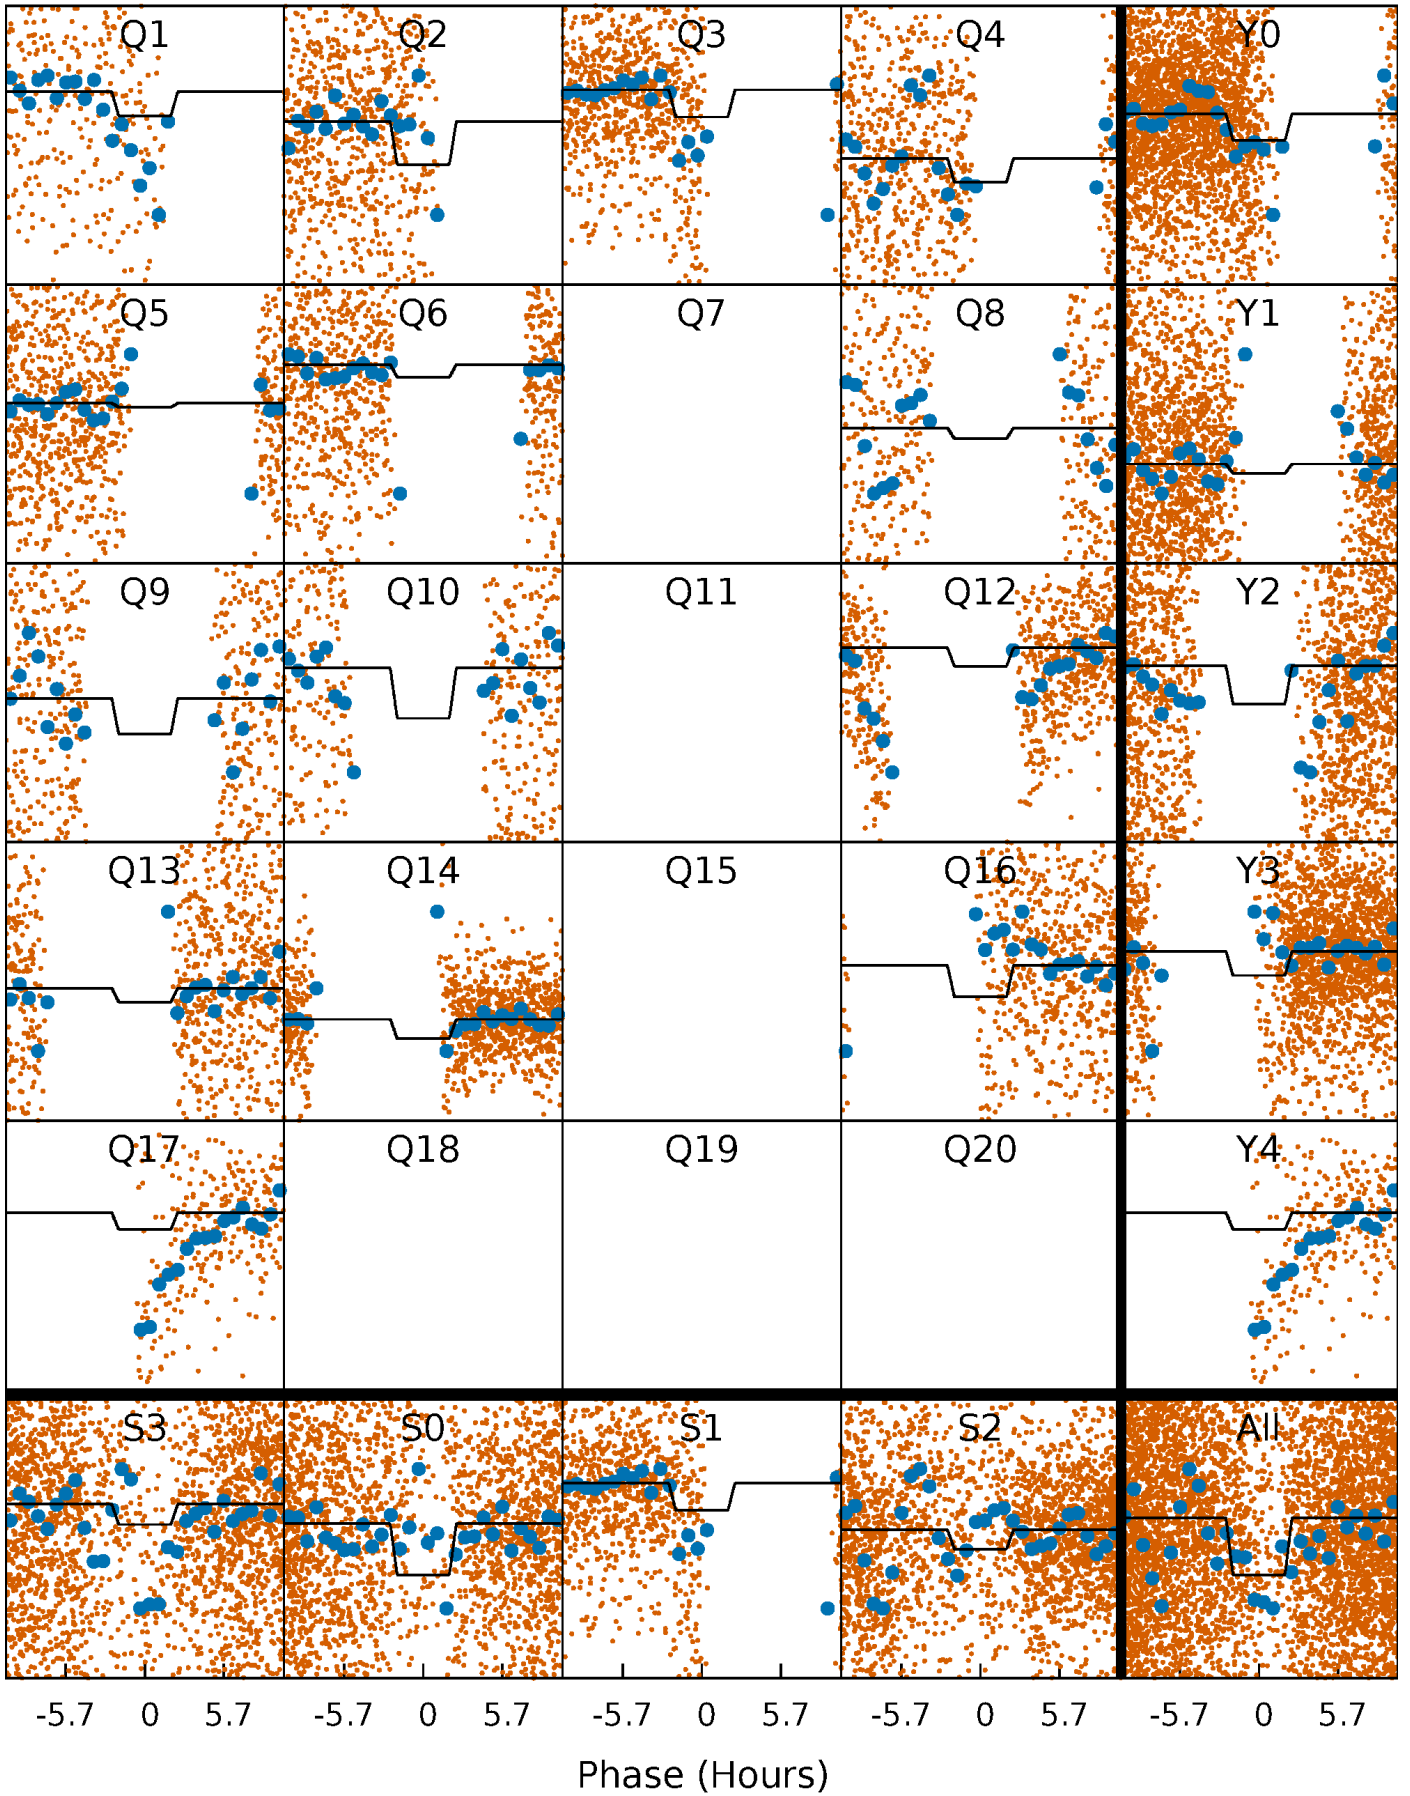 Q1 Q2 Q3 Q4 Y0
Q5 Q6 Q7 Q8 Y1
Q9 Q10 Q11 Q12 Y2
Q13 Q14 Q15 Q16 Y3
Q17 Q18 Q19 Q20 Y4
S3 S0 S1 S2 All
-5.7 0 5.7 -5.7 0 5.7 -5.7 0 5.7 -5.7 0 5.7 -5.7 0 5.7
Phase (Hours)